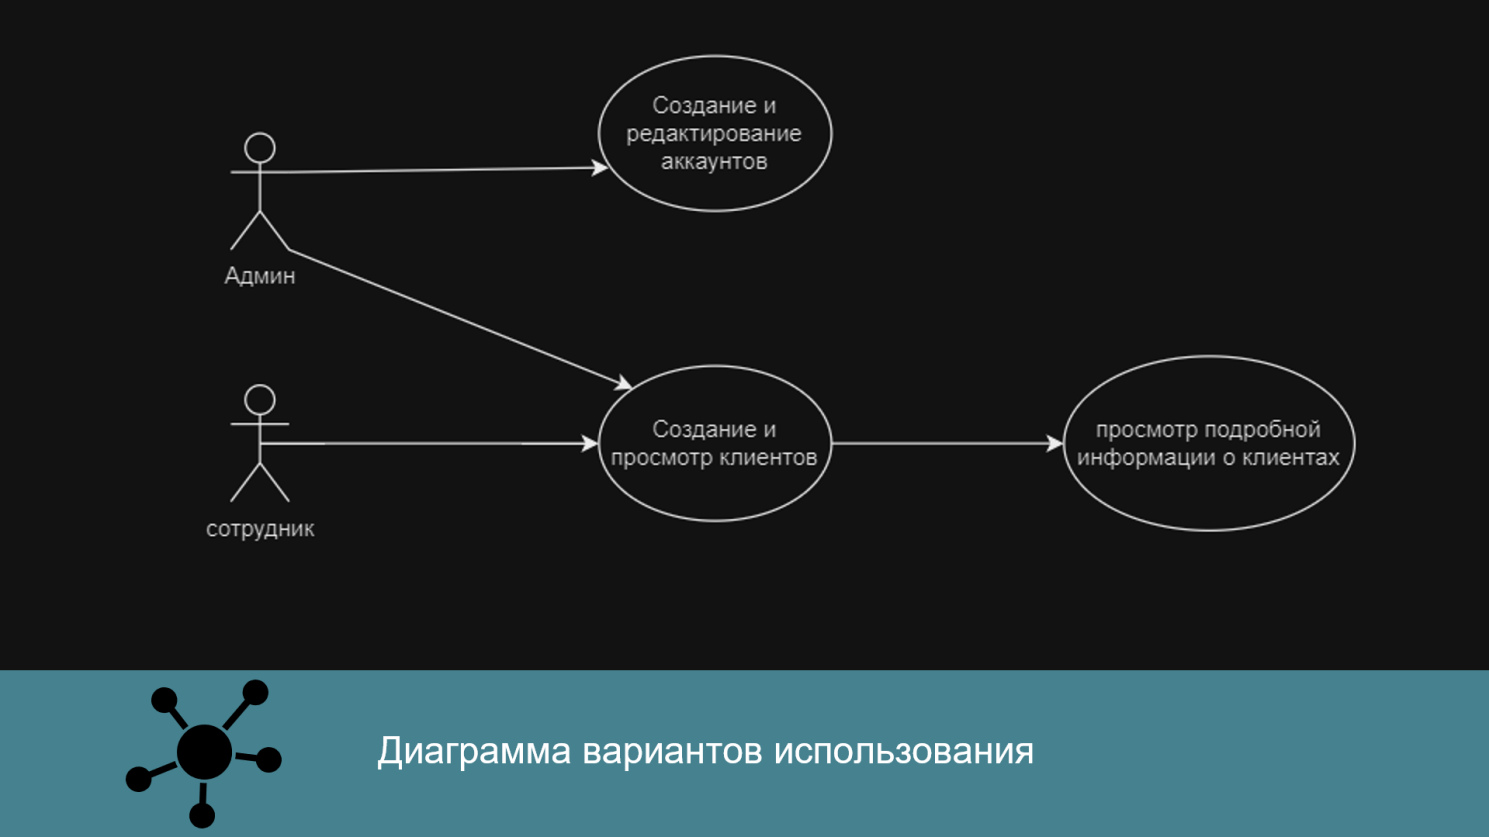 Создание и
редактирование
аккаунтов
Админ
Создание и
просмотр клиентов
просмотр подробной
информации о клиентах
сотрудник
Диаграмма вариантов использования